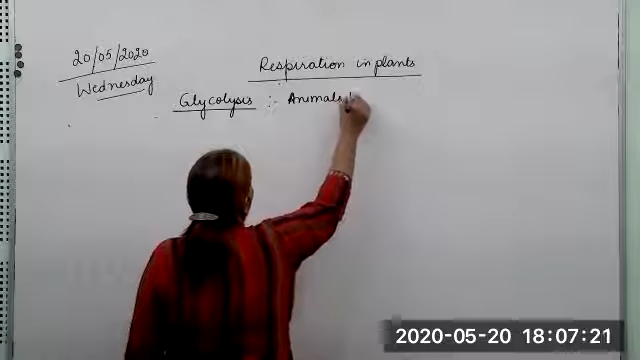 20/05/2020
Wednesday
Respiration in plants
Glycolysis :- Animals
2020-05-20 18:07:21